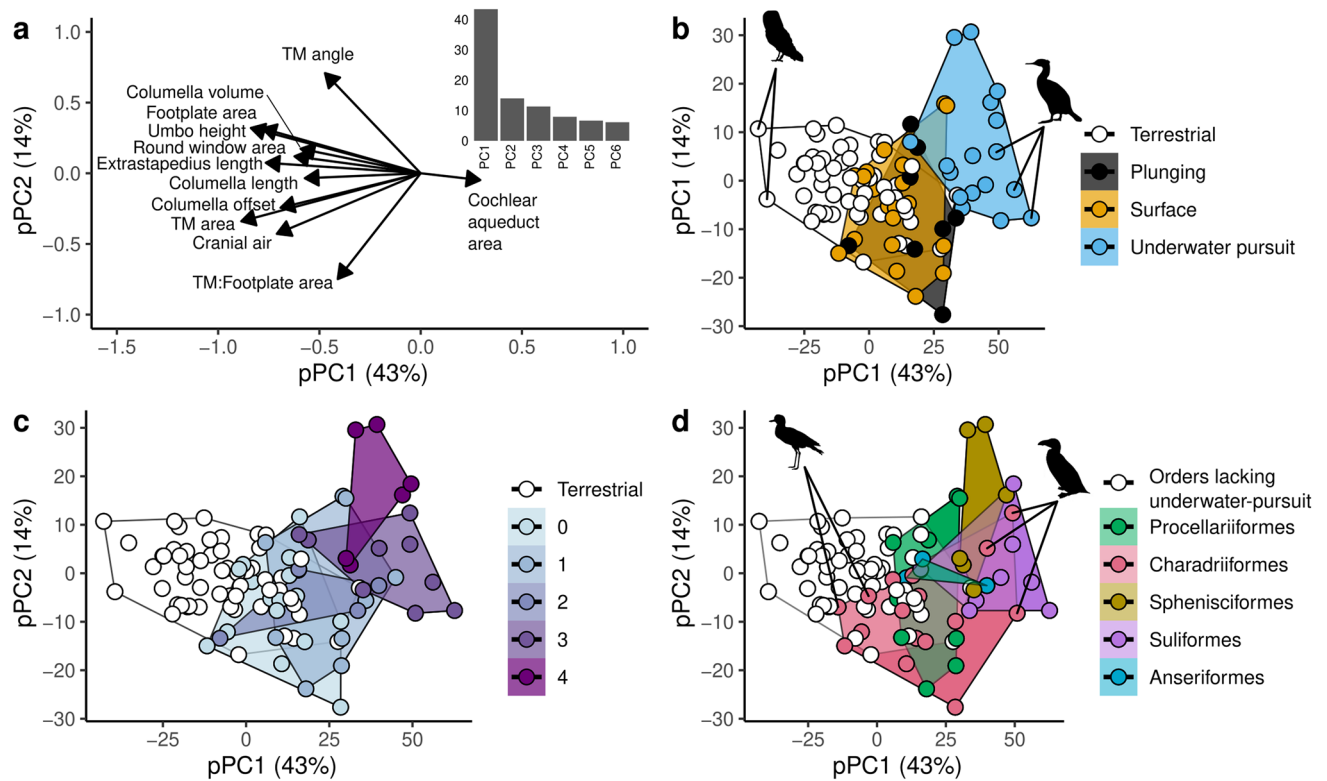 a
1.0
0.5
0.0
−0.5
−1.0
pPC2 (14%)
TM angle
Columella volume
Footplate area
Umbo height
Round window area
Extrastapedius length
Columella length
Columella offset
TM area
Cranial air
TM:Footplate area
Cochlear
aqueduct
area
40
30
20
10
0
PC1 PC2 PC3 PC4 PC5 PC6
−1.5 −1.0 −0.5 0.0 0.5 1.0
pPC1 (43%)
b
30
20
10
0
−10
−20
−30
pPC1 (14%)
−25 0 25 50
pPC1 (43%)
Terrestrial
Plunging
Surface
Underwater pursuit
c
30
20
10
0
−10
−20
−30
pPC2 (14%)
−25 0 25 50
pPC1 (43%)
Terrestrial
0
1
2
3
4
d
30
20
10
0
−10
−20
−30
pPC2 (14%)
−25 0 25 50
pPC1 (43%)
Orders lacking
underwater-pursuit
Procellariiformes
Charadriiformes
Sphenisciformes
Suliformes
Anseriformes